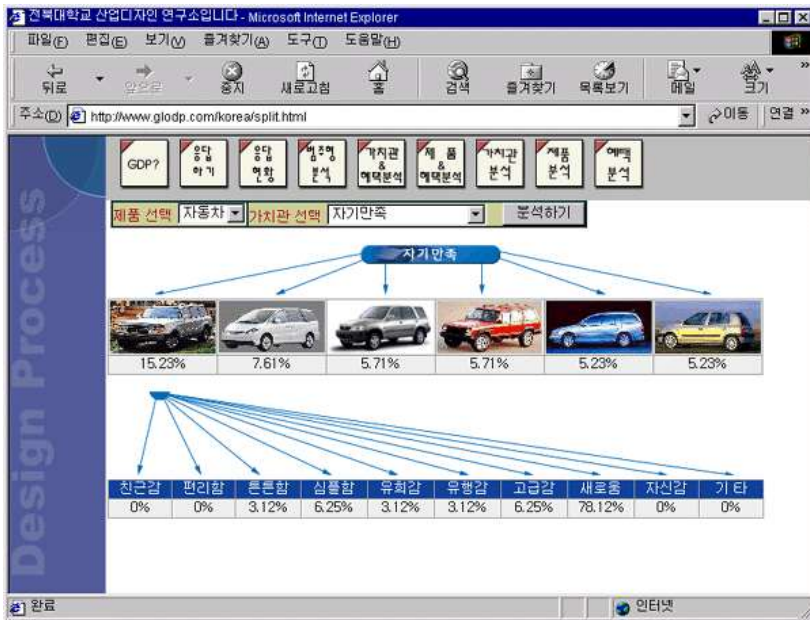 전북대학교 산업디자인 연구소입니다 - Microsoft Internet Explorer
파일(F) 편집(E) 보기(V) 즐겨찾기(A) 도구(T) 도움말(H)
뒤로 앞으로 중지 새로고침 홈 검색 즐겨찾기 목록보기 메일 크기 »
주소(D) http://www.glodp.com/korea/split.html 이동 연결 »
GDP? 응답하기 응답현황 범주형분석 가치관&혜택분석 제품&혜택분석 가치관분석 제품분석 혜택분석
제품 선택 자동차 가치관 선택 자기만족 분석하기
자기만족
15.23% 7.61% 5.71% 5.71% 5.23% 5.23%
친근감 편리함 튼튼함 심플함 유희감 유행감 고급감 새로움 자신감 기타
0% 0% 3.12% 6.25% 3.12% 3.12% 6.25% 78.12% 0% 0%
Design Process
완료 인터넷